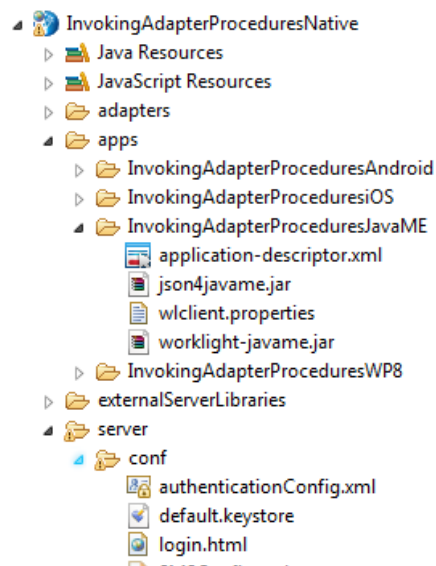 InvokingAdapterProceduresNative
Java Resources
JavaScript Resources
adapters
apps
InvokingAdapterProceduresAndroid
InvokingAdapterProceduresiOS
InvokingAdapterProceduresJavaME
application-descriptor.xml
json4javame.jar
wlclient.properties
worklight-javame.jar
InvokingAdapterProceduresWP8
externalServerLibraries
server
conf
authenticationConfig.xml
default.keystore
login.html